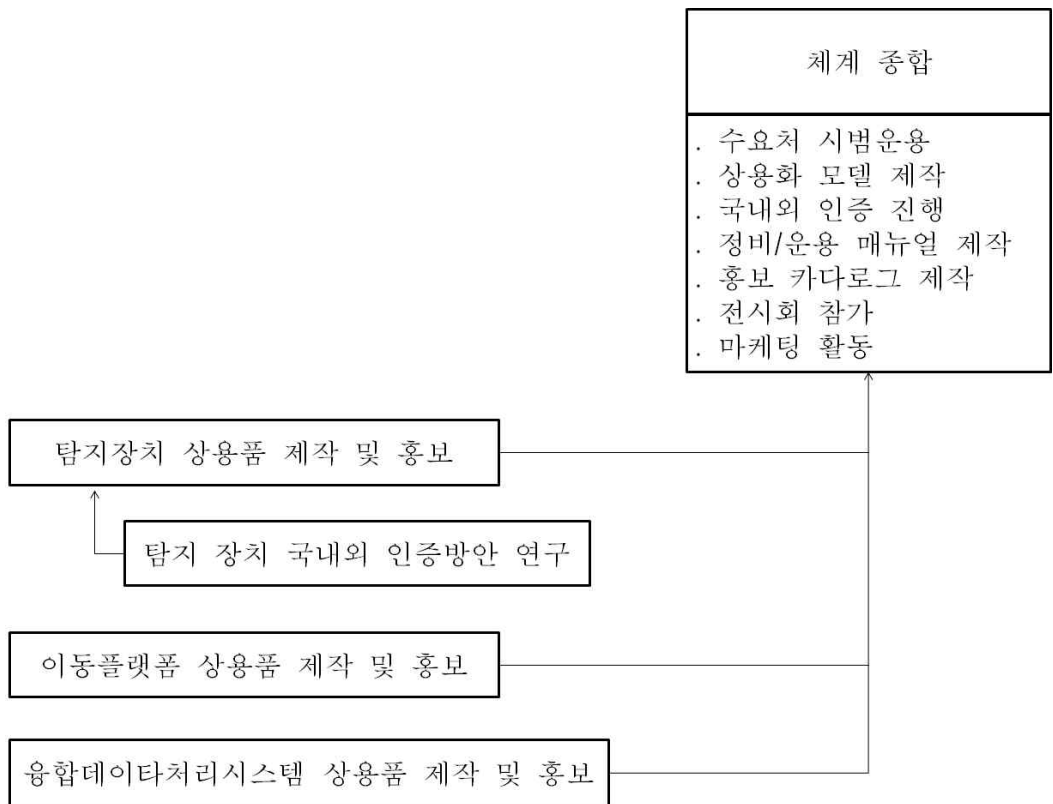 체계 종합
. 수요처 시범운용
. 상용화 모델 제작
. 국내외 인증 진행
. 정비/운용 매뉴얼 제작
. 홍보 카다로그 제작
. 전시회 참가
. 마케팅 활동
탐지장치 상용품 제작 및 홍보
탐지 장치 국내외 인증방안 연구
이동플랫폼 상용품 제작 및 홍보
융합데이타처리시스템 상용품 제작 및 홍보